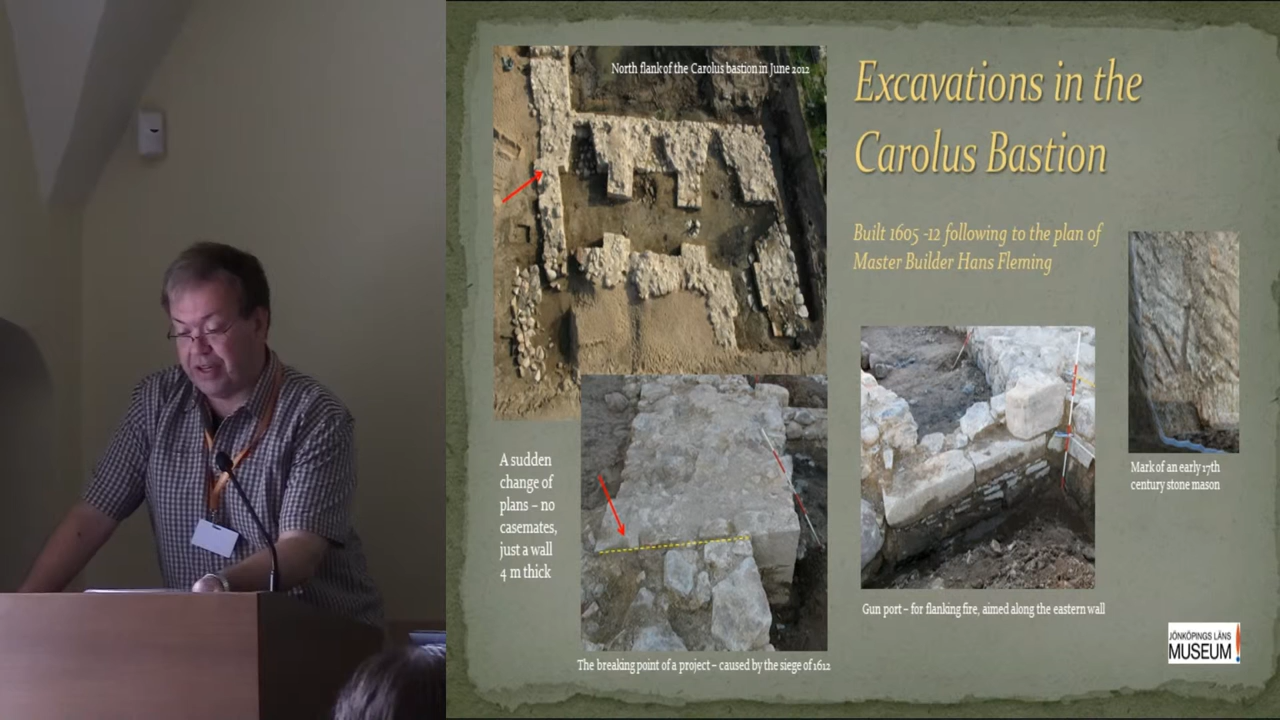 North flank of the Carolus bastion in June 2012
Excavations in the
Carolus Bastion
Built 1605 -12 following to the plan of
Master Builder Hans Fleming
A sudden
change of
plans – no
casemates,
just a wall
4 m thick
The breaking point of a project – caused by the siege of 1612
Gun port – for flanking fire, aimed along the eastern wall
Mark of an early 17th
century stone mason
JÖNKÖPINGS LÄNS
MUSEUM